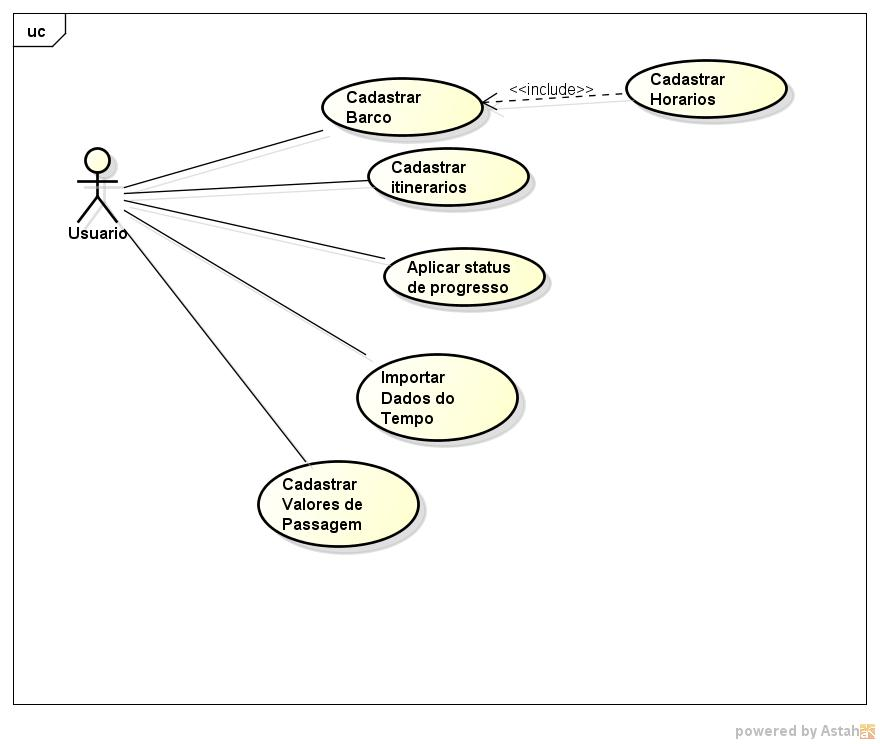 uc
Cadastrar
Barco
<<include>>
Cadastrar
Horarios
Cadastrar
itinerarios
Usuario
Aplicar status
de progresso
Importar
Dados do
Tempo
Cadastrar
Valores de
Passagem
powered by Astah